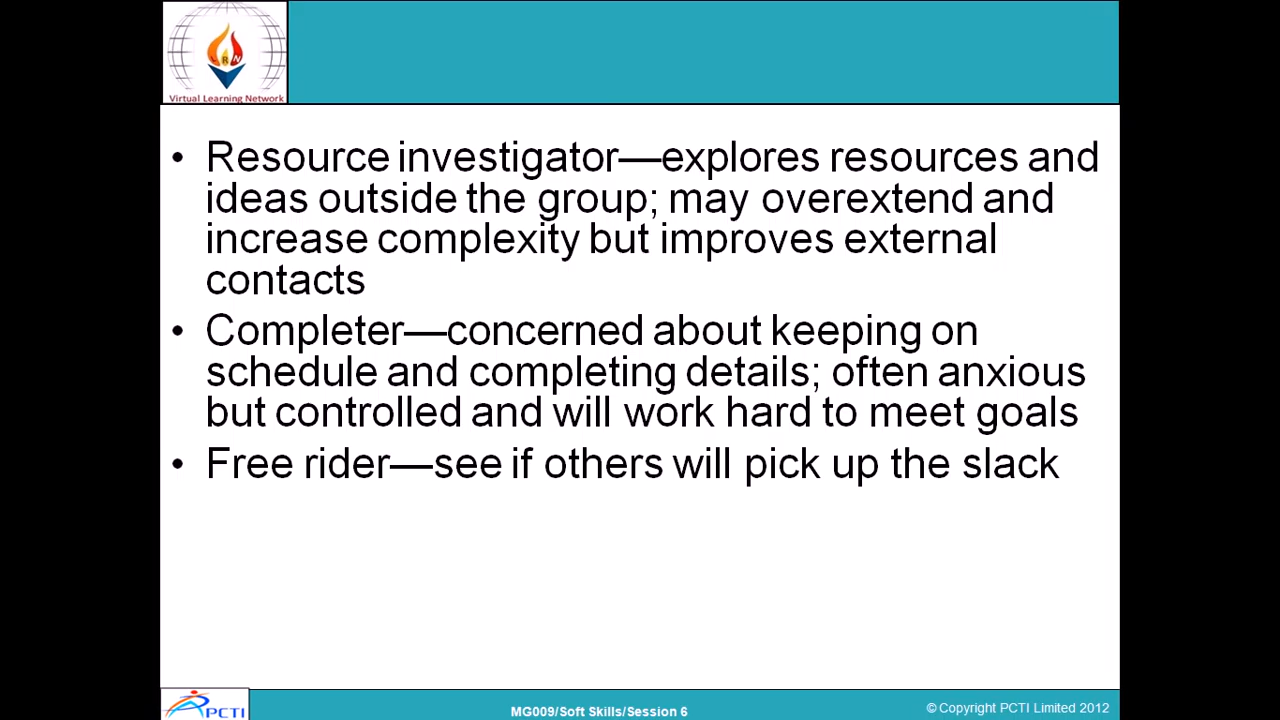 VRN
Virtual Learning Network
• Resource investigator—explores resources and
ideas outside the group; may overextend and
increase complexity but improves external
contacts
• Completer—concerned about keeping on
schedule and completing details; often anxious
but controlled and will work hard to meet goals
• Free rider—see if others will pick up the slack
PCTI
MG009/Soft Skills/Session 6
© Copyright PCTI Limited 2012